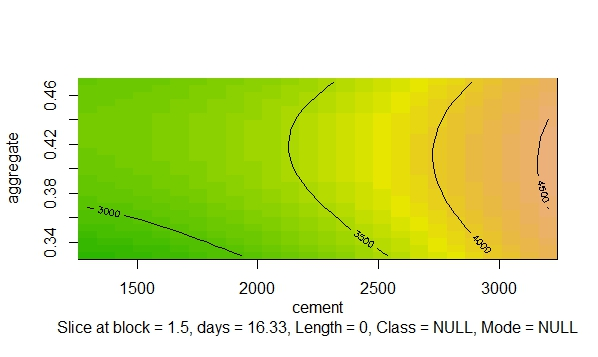 aggregate
0.46
0.42
0.38
0.34
3000
3500
4000
4500
1500 2000 2500 3000
cement
Slice at block = 1.5, days = 16.33, Length = 0, Class = NULL, Mode = NULL